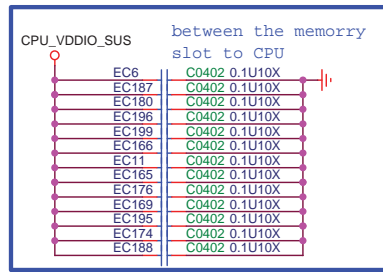 between the memorry
CPU_VDDIO_SUS
slot to CPU
EC6 C0402 0.1U10X
EC187 C0402 0.1U10X
EC180 C0402 0.1U10X
EC196 C0402 0.1U10X
EC199 C0402 0.1U10X
EC166 C0402 0.1U10X
EC11 C0402 0.1U10X
EC165 C0402 0.1U10X
EC176 C0402 0.1U10X
EC169 C0402 0.1U10X
EC195 C0402 0.1U10X
EC174 C0402 0.1U10X
EC188 C0402 0.1U10X